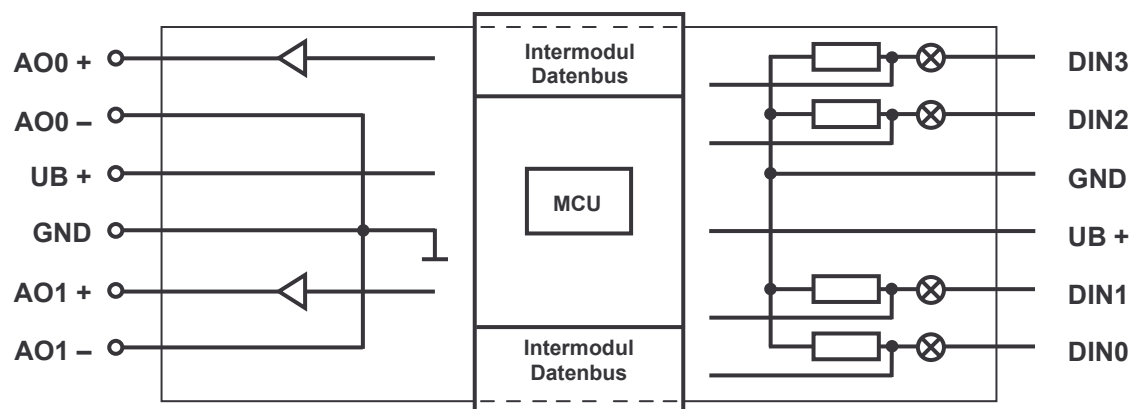 AO0 +
AO0 –
UB +
GND
AO1 +
AO1 –
Intermodul
Datenbus
MCU
Intermodul
Datenbus
DIN3
DIN2
GND
UB +
DIN1
DIN0